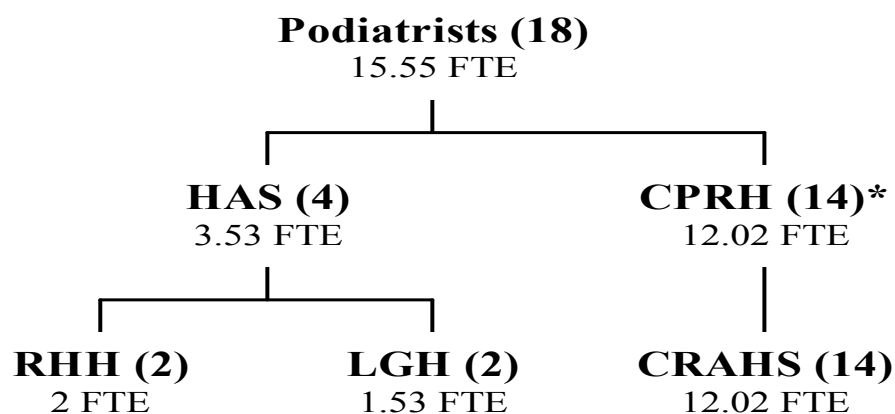 Podiatrists (18)
15.55 FTE
HAS (4)
3.53 FTE
CPRH (14)*
12.02 FTE
RHH (2)
2 FTE
LGH (2)
1.53 FTE
CRAHS (14)
12.02 FTE